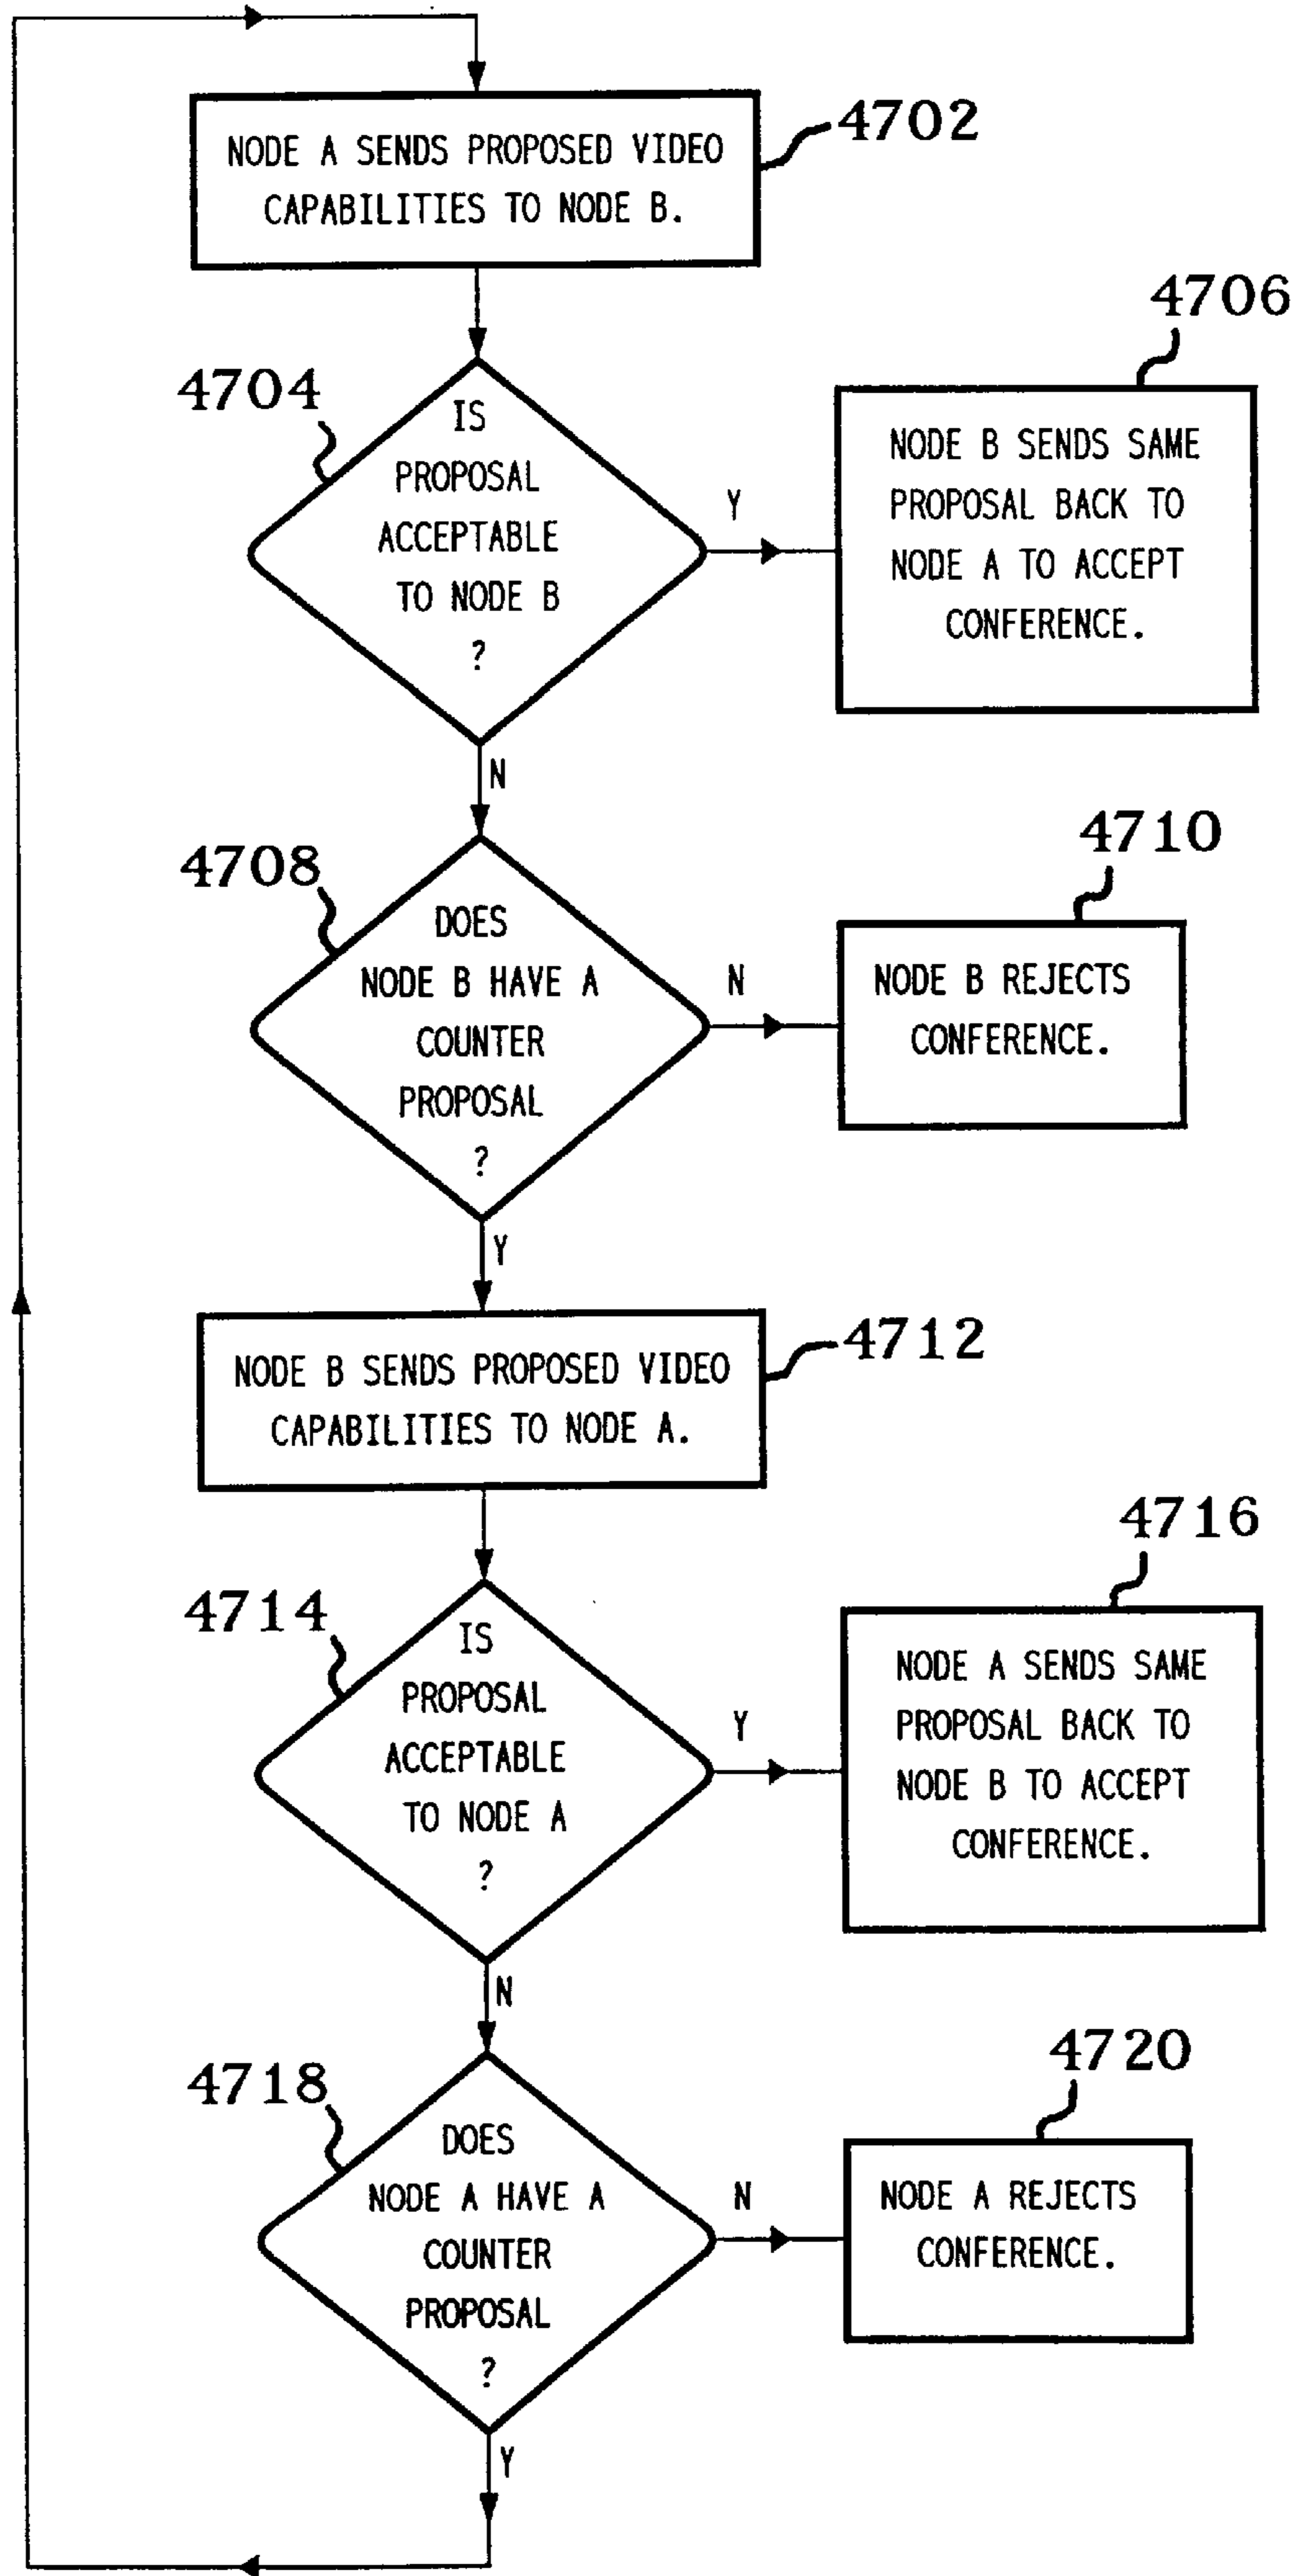 4702
NODE A SENDS PROPOSED VIDEO
CAPABILITIES TO NODE B.
4704
IS
PROPOSAL
ACCEPTABLE
TO NODE B
?
Y
4706
NODE B SENDS SAME
PROPOSAL BACK TO
NODE A TO ACCEPT
CONFERENCE.
N
4708
DOES
NODE B HAVE A
COUNTER
PROPOSAL
?
N
4710
NODE B REJECTS
CONFERENCE.
Y
4712
NODE B SENDS PROPOSED VIDEO
CAPABILITIES TO NODE A.
4714
IS
PROPOSAL
ACCEPTABLE
TO NODE A
?
Y
4716
NODE A SENDS SAME
PROPOSAL BACK TO
NODE B TO ACCEPT
CONFERENCE.
N
4718
DOES
NODE A HAVE A
COUNTER
PROPOSAL
?
N
4720
NODE A REJECTS
CONFERENCE.
Y